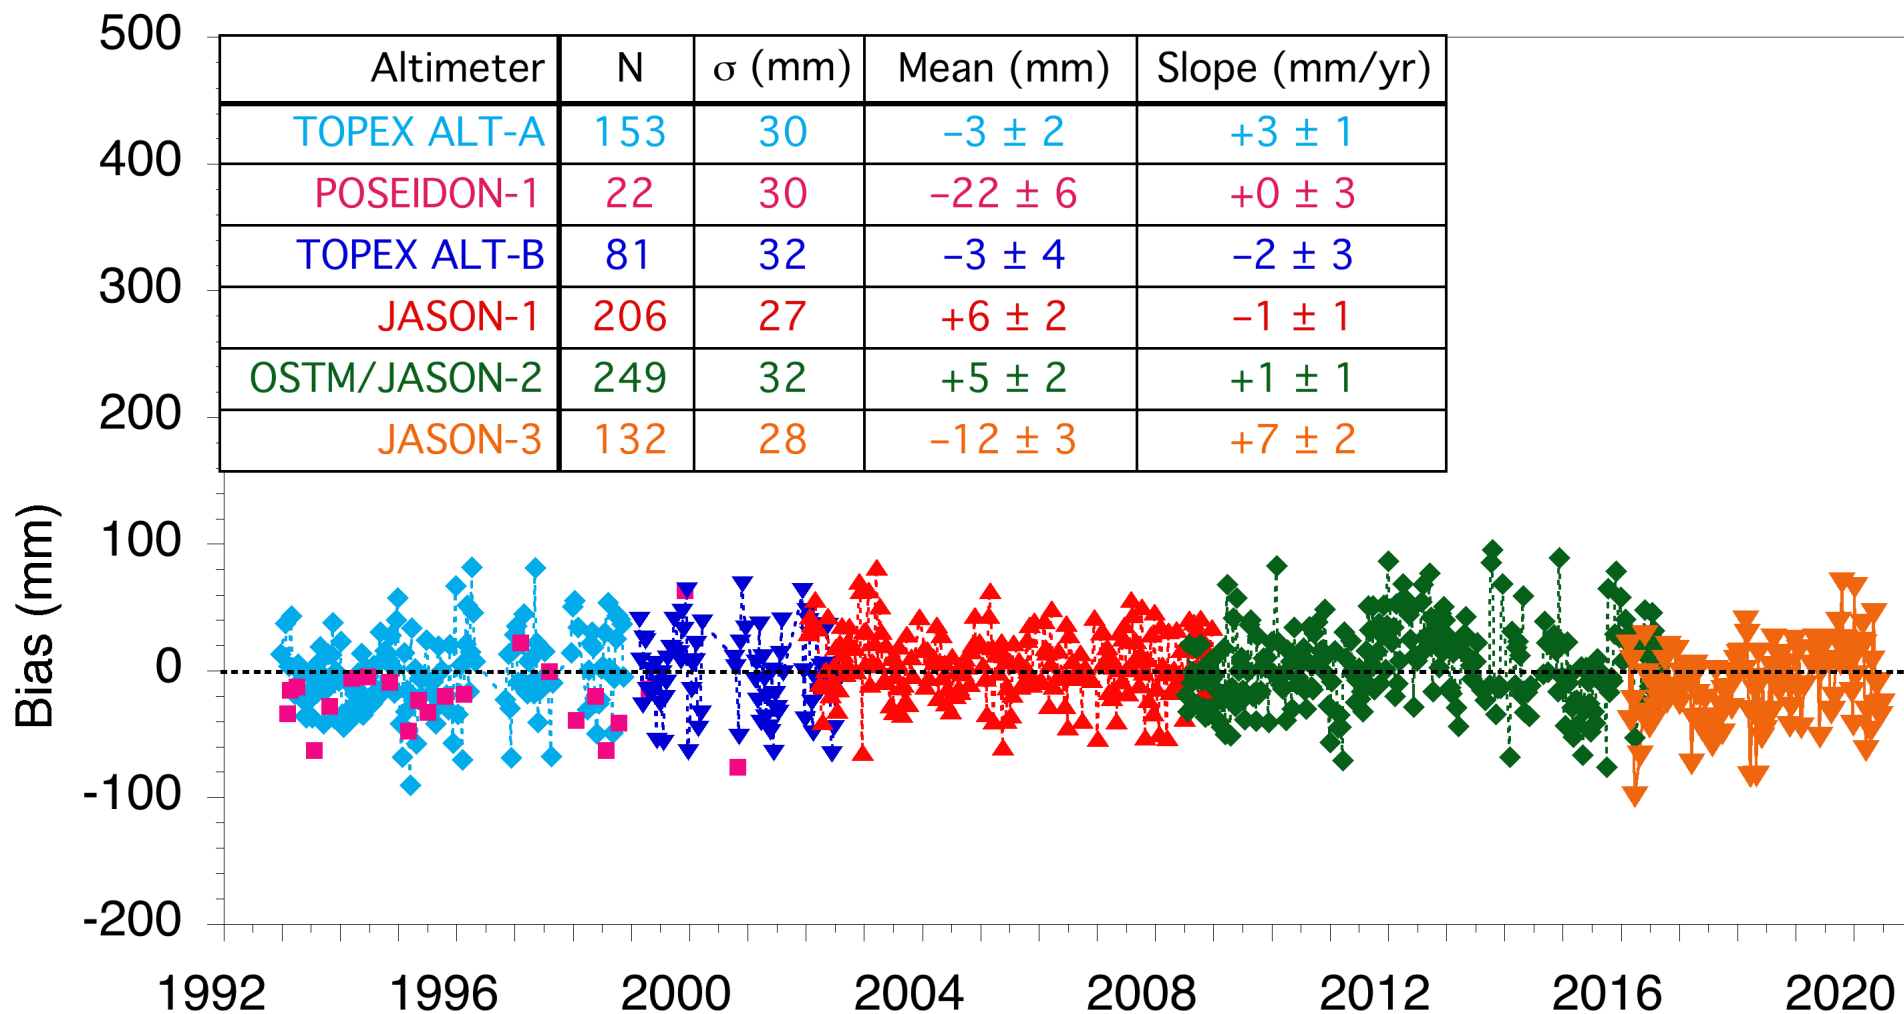 500
Altimeter N σ (mm) Mean (mm) Slope (mm/yr)
TOPEX ALT-A 153 30 –3 ± 2 +3 ± 1
400
POSEIDON-1 22 30 –22 ± 6 +0 ± 3
TOPEX ALT-B 81 32 –3 ± 4 –2 ± 3
300
JASON-1 206 27 +6 ± 2 –1 ± 1
OSTM/JASON-2 249 32 +5 ± 2 +1 ± 1
200
JASON-3 132 28 –12 ± 3 +7 ± 2
Bias (mm)
100
0
-100
-200
1992 1996 2000 2004 2008 2012 2016 2020